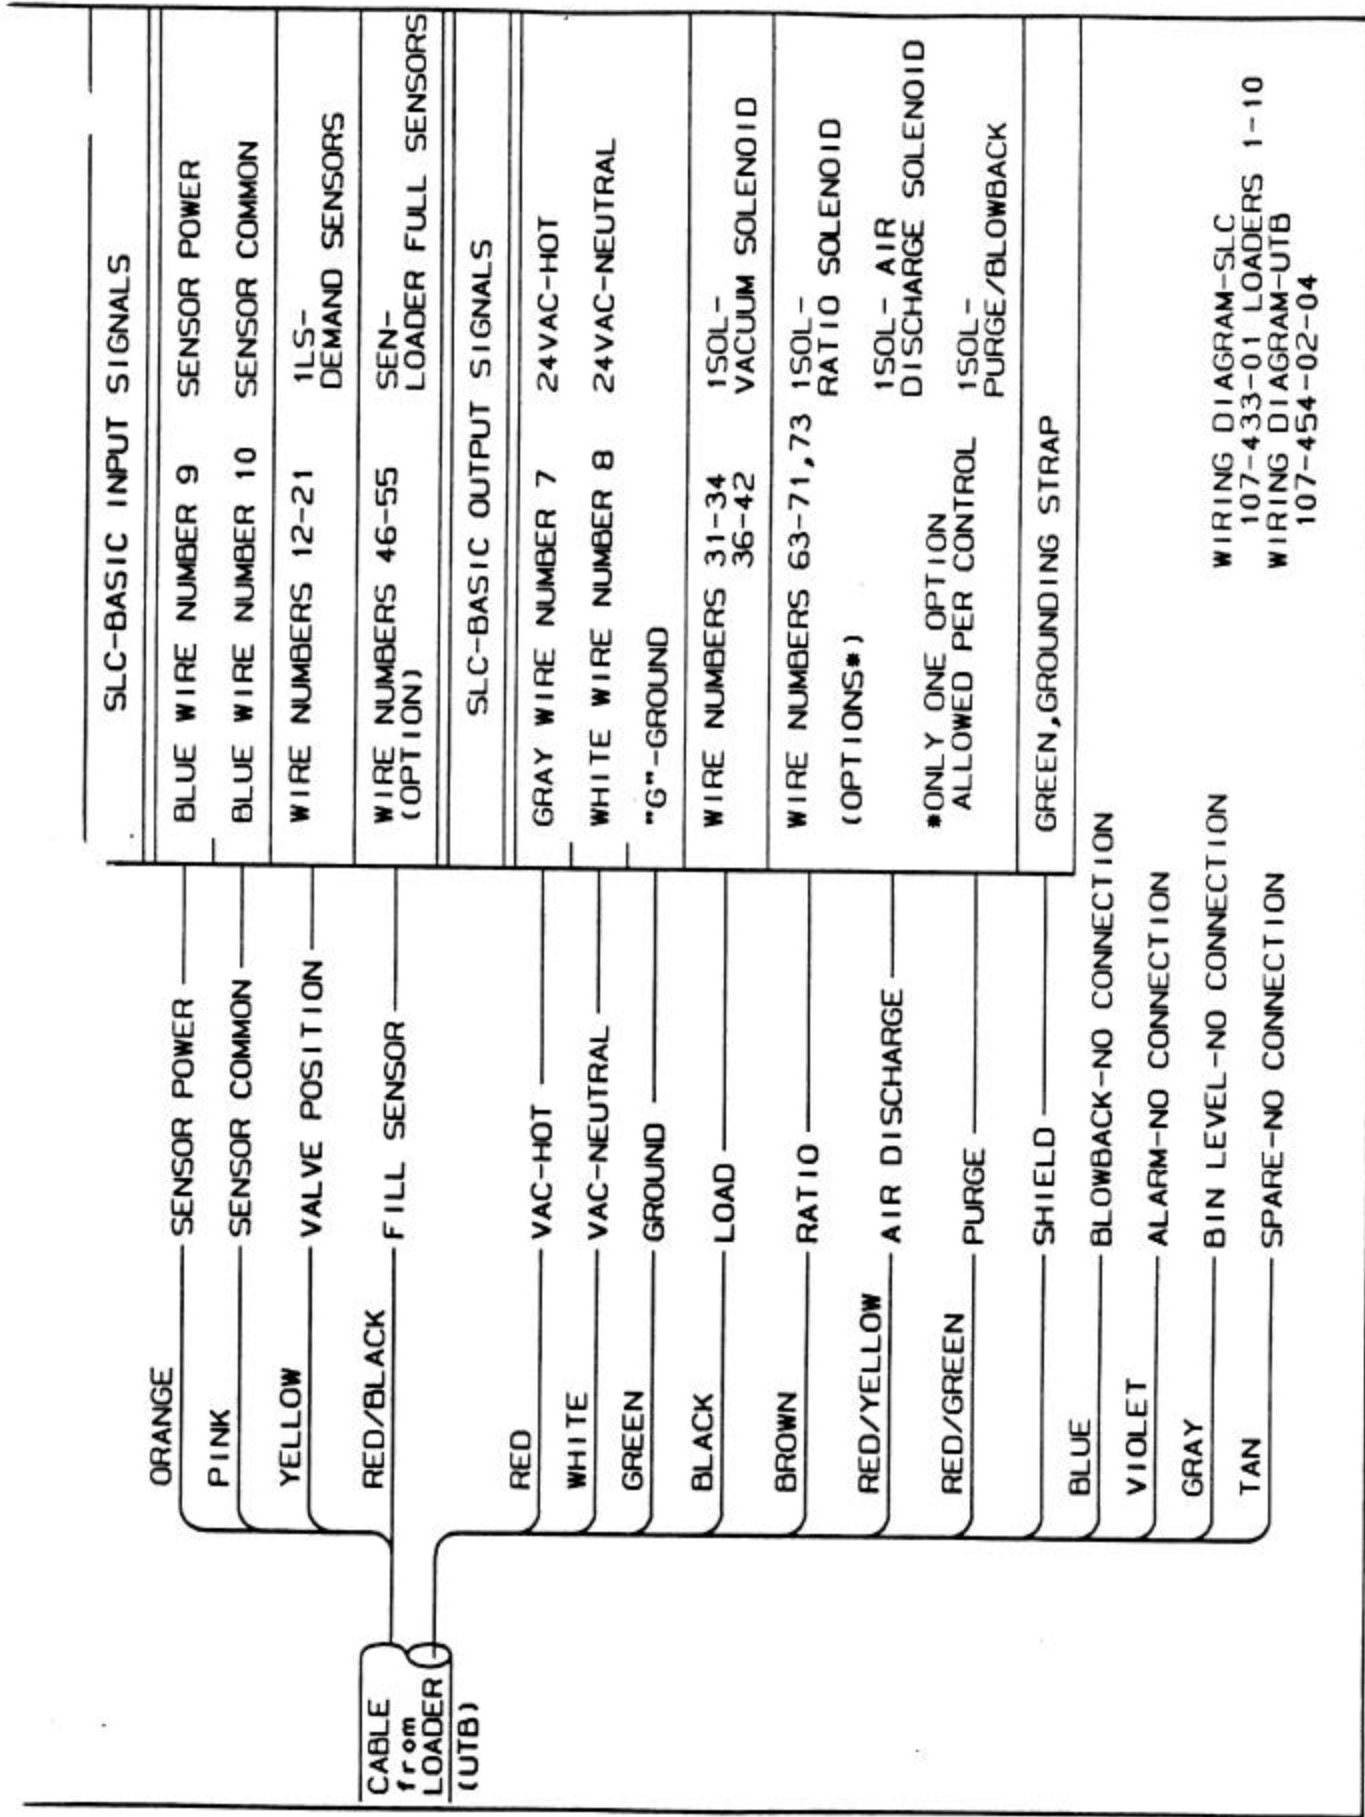 CABLE
from
LOADER
(UTB)
ORANGE
SENSOR POWER
PINK
SENSOR COMMON
YELLOW
VALVE POSITION
RED/BLACK
FILL SENSOR
RED
VAC-HOT
WHITE
VAC-NEUTRAL
GREEN
GROUND
BLACK
LOAD
BROWN
RATIO
RED/YELLOW
AIR DISCHARGE
RED/GREEN
PURGE
SHIELD
BLUE
BLOWBACK-NO CONNECTION
VIOLET
ALARM-NO CONNECTION
GRAY
BIN LEVEL-NO CONNECTION
TAN
SPARE-NO CONNECTION
SLC-BASIC INPUT SIGNALS
BLUE WIRE NUMBER 9 SENSOR POWER
BLUE WIRE NUMBER 10 SENSOR COMMON
WIRE NUMBERS 12-21 1LS-
DEMAND SENSORS
WIRE NUMBERS 46-55 SEN-
(OPTION) LOADER FULL SENSORS
SLC-BASIC OUTPUT SIGNALS
GRAY WIRE NUMBER 7 24VAC-HOT
WHITE WIRE NUMBER 8 24VAC-NEUTRAL
"G"-GROUND
WIRE NUMBERS 31-34 1SOL-
36-42 VACUUM SOLENOID
WIRE NUMBERS 63-71,73 1SOL-
RATIO SOLENOID
(OPTIONS*)
1SOL- AIR
DISCHARGE SOLENOID
*ONLY ONE OPTION
ALLOWED PER CONTROL 1SOL-
PURGE/BLOWBACK
GREEN,GROUNDING STRAP
WIRING DIAGRAM-SLC
107-433-01 LOADERS 1-10
WIRING DIAGRAM-UTB
107-454-02-04